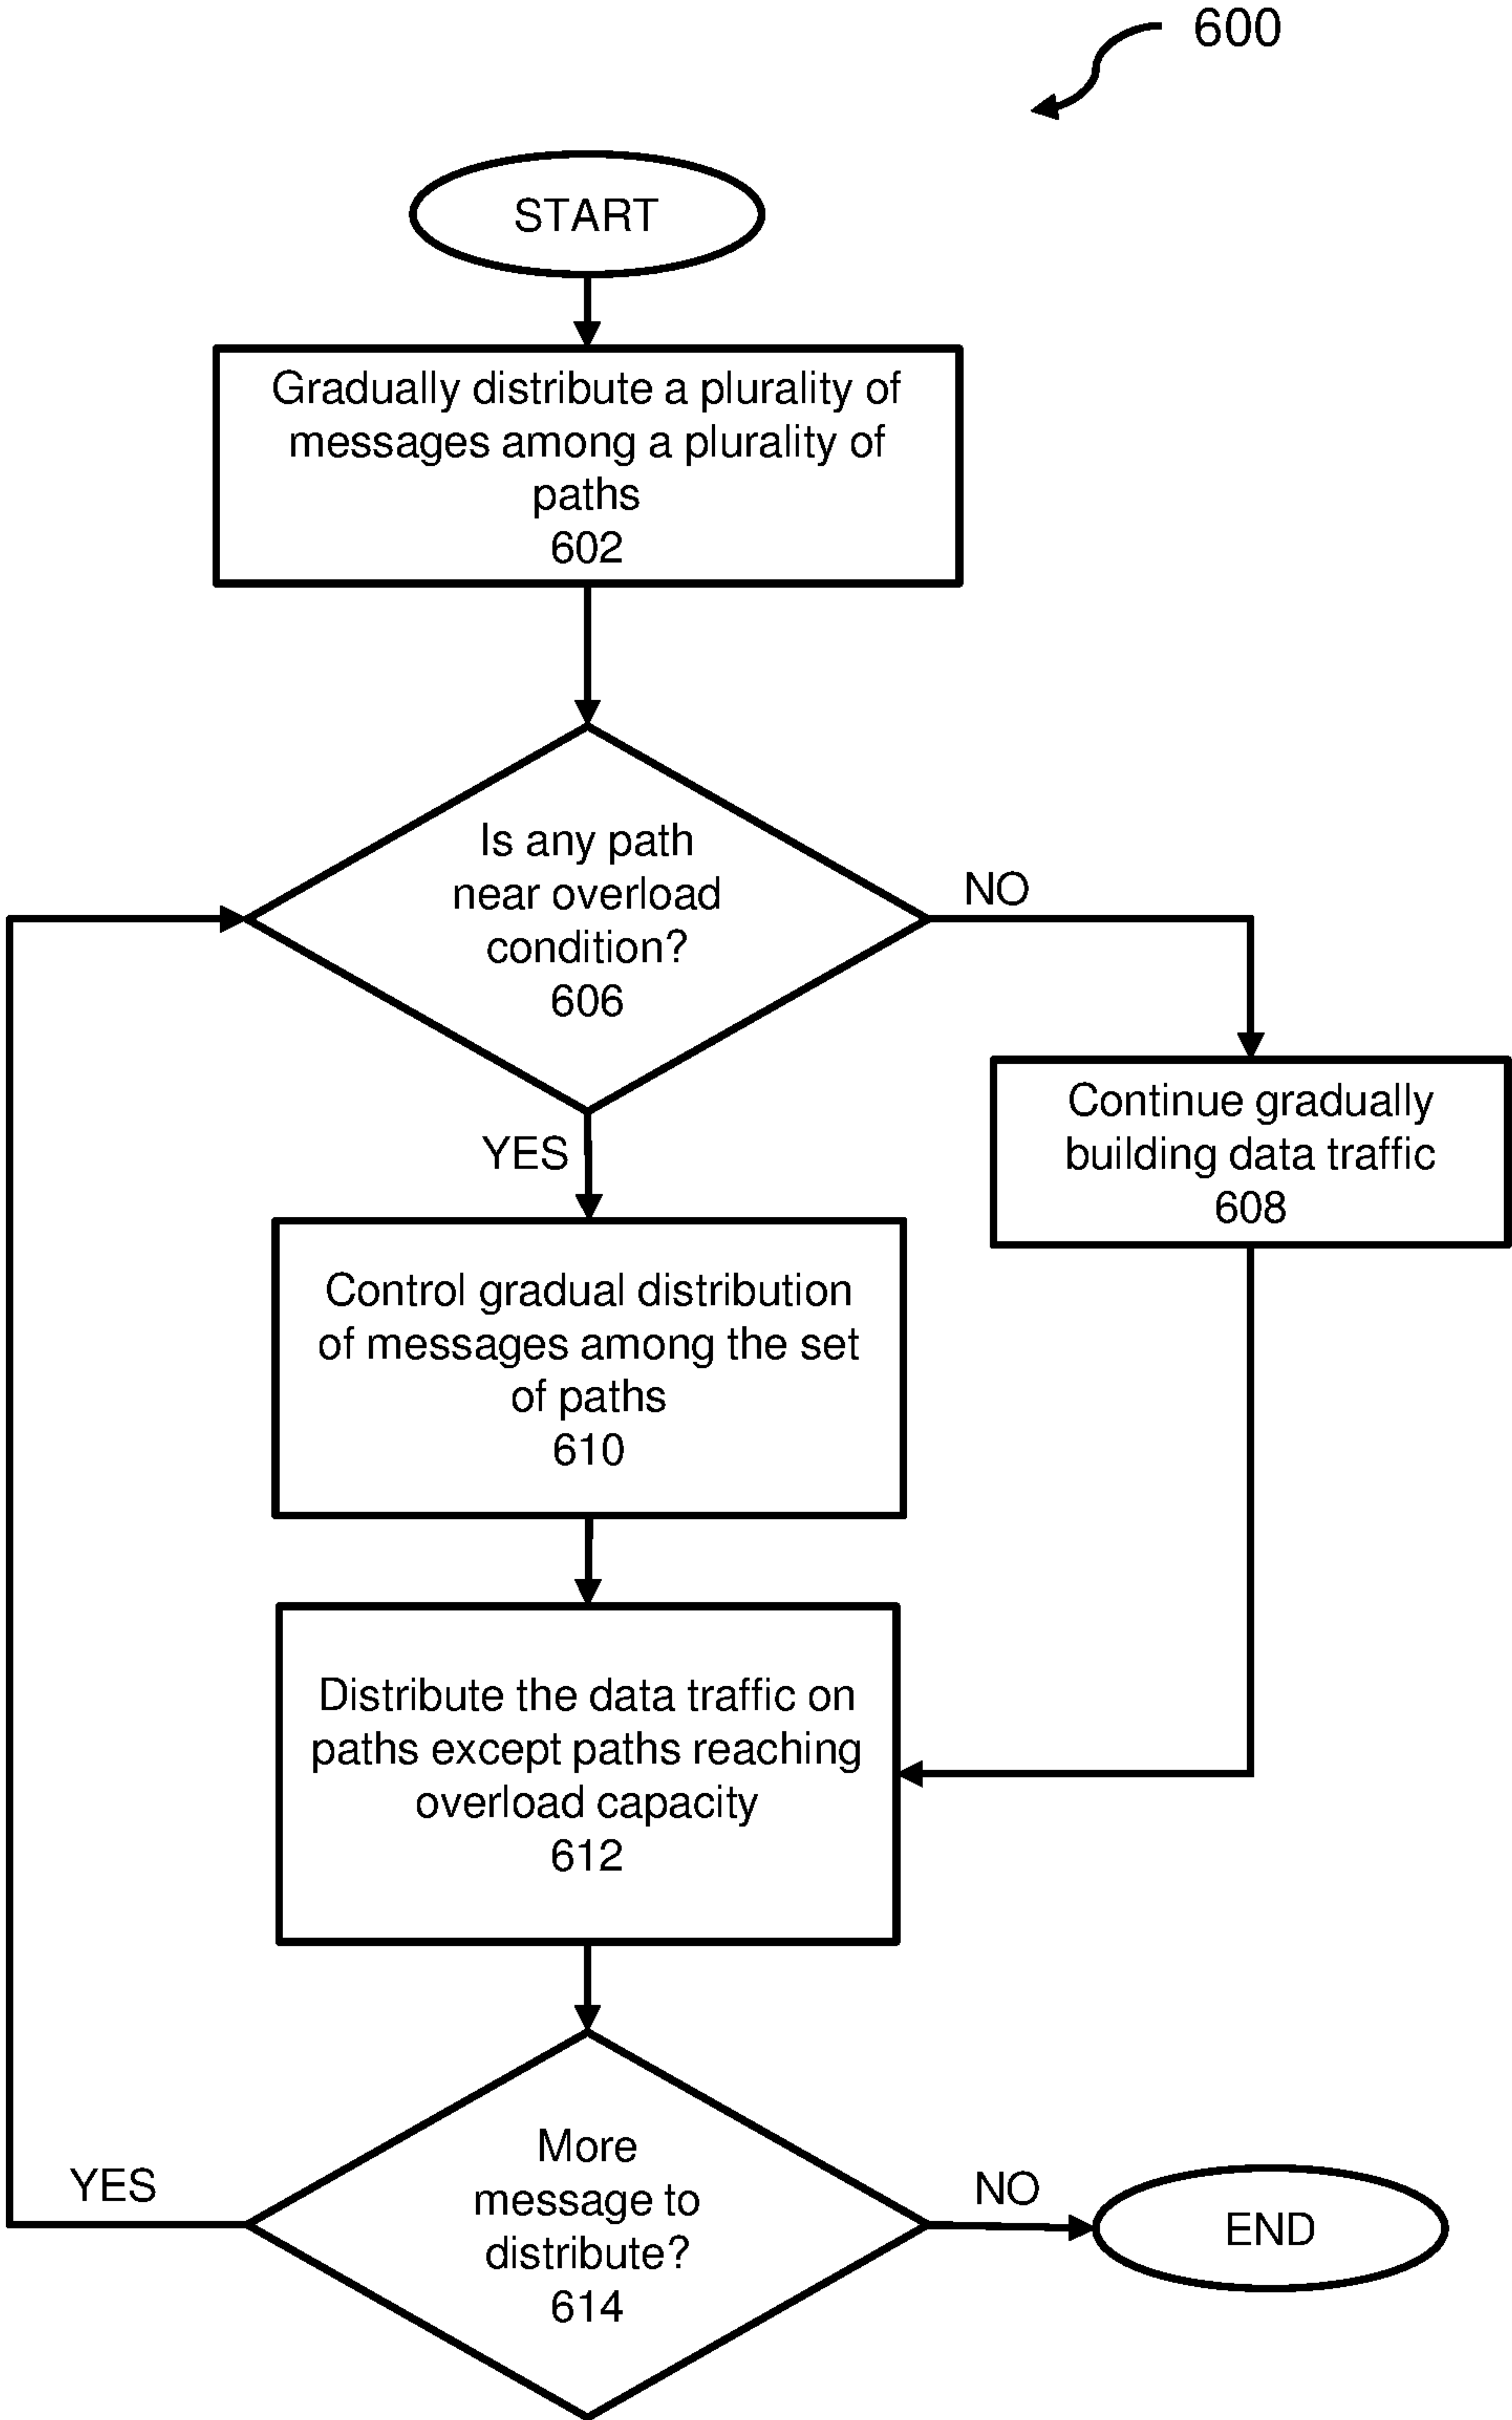 600
START
Gradually distribute a plurality of
messages among a plurality of
paths
602
Is any path
near overload
condition?
606
NO
YES
Continue gradually
building data traffic
608
Control gradual distribution
of messages among the set
of paths
610
Distribute the data traffic on
paths except paths reaching
overload capacity
612
More
message to
distribute?
614
YES
NO
END